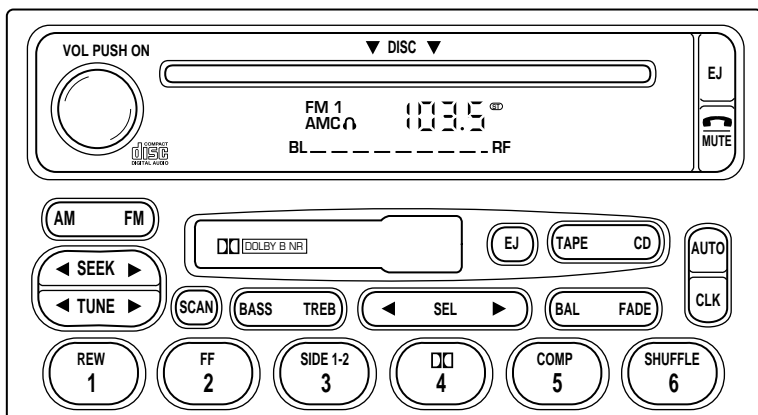 VOL PUSH ON
▼ DISC ▼
EJ
MUTE
FM 1
103.5 ST
AMC
BL RF
COMPACT
disc
DIGITAL AUDIO
AM FM
DOLBY B NR
EJ
TAPE CD
AUTO
CLK
◀ SEEK ▶
◀ TUNE ▶
SCAN
BASS TREB
◀ SEL ▶
BAL FADE
REW
1
FF
2
SIDE 1-2
3
4
COMP
5
SHUFFLE
6